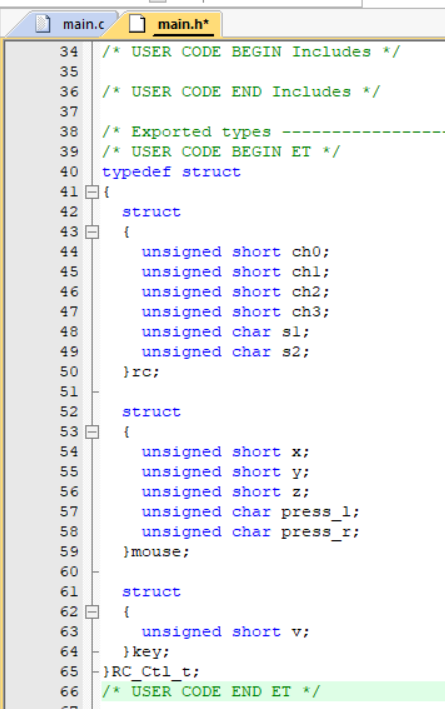 main.c main.h*
34 /* USER CODE BEGIN Includes */
35
36 /* USER CODE END Includes */
37
38 /* Exported types -----------------
39 /* USER CODE BEGIN ET */
40 typedef struct
41 {
42 struct
43 {
44 unsigned short ch0;
45 unsigned short ch1;
46 unsigned short ch2;
47 unsigned short ch3;
48 unsigned char s1;
49 unsigned char s2;
50 }rc;
51
52 struct
53 {
54 unsigned short x;
55 unsigned short y;
56 unsigned short z;
57 unsigned char press_l;
58 unsigned char press_r;
59 }mouse;
60
61 struct
62 {
63 unsigned short v;
64 }key;
65 }RC_Ctl_t;
66 /* USER CODE END ET */